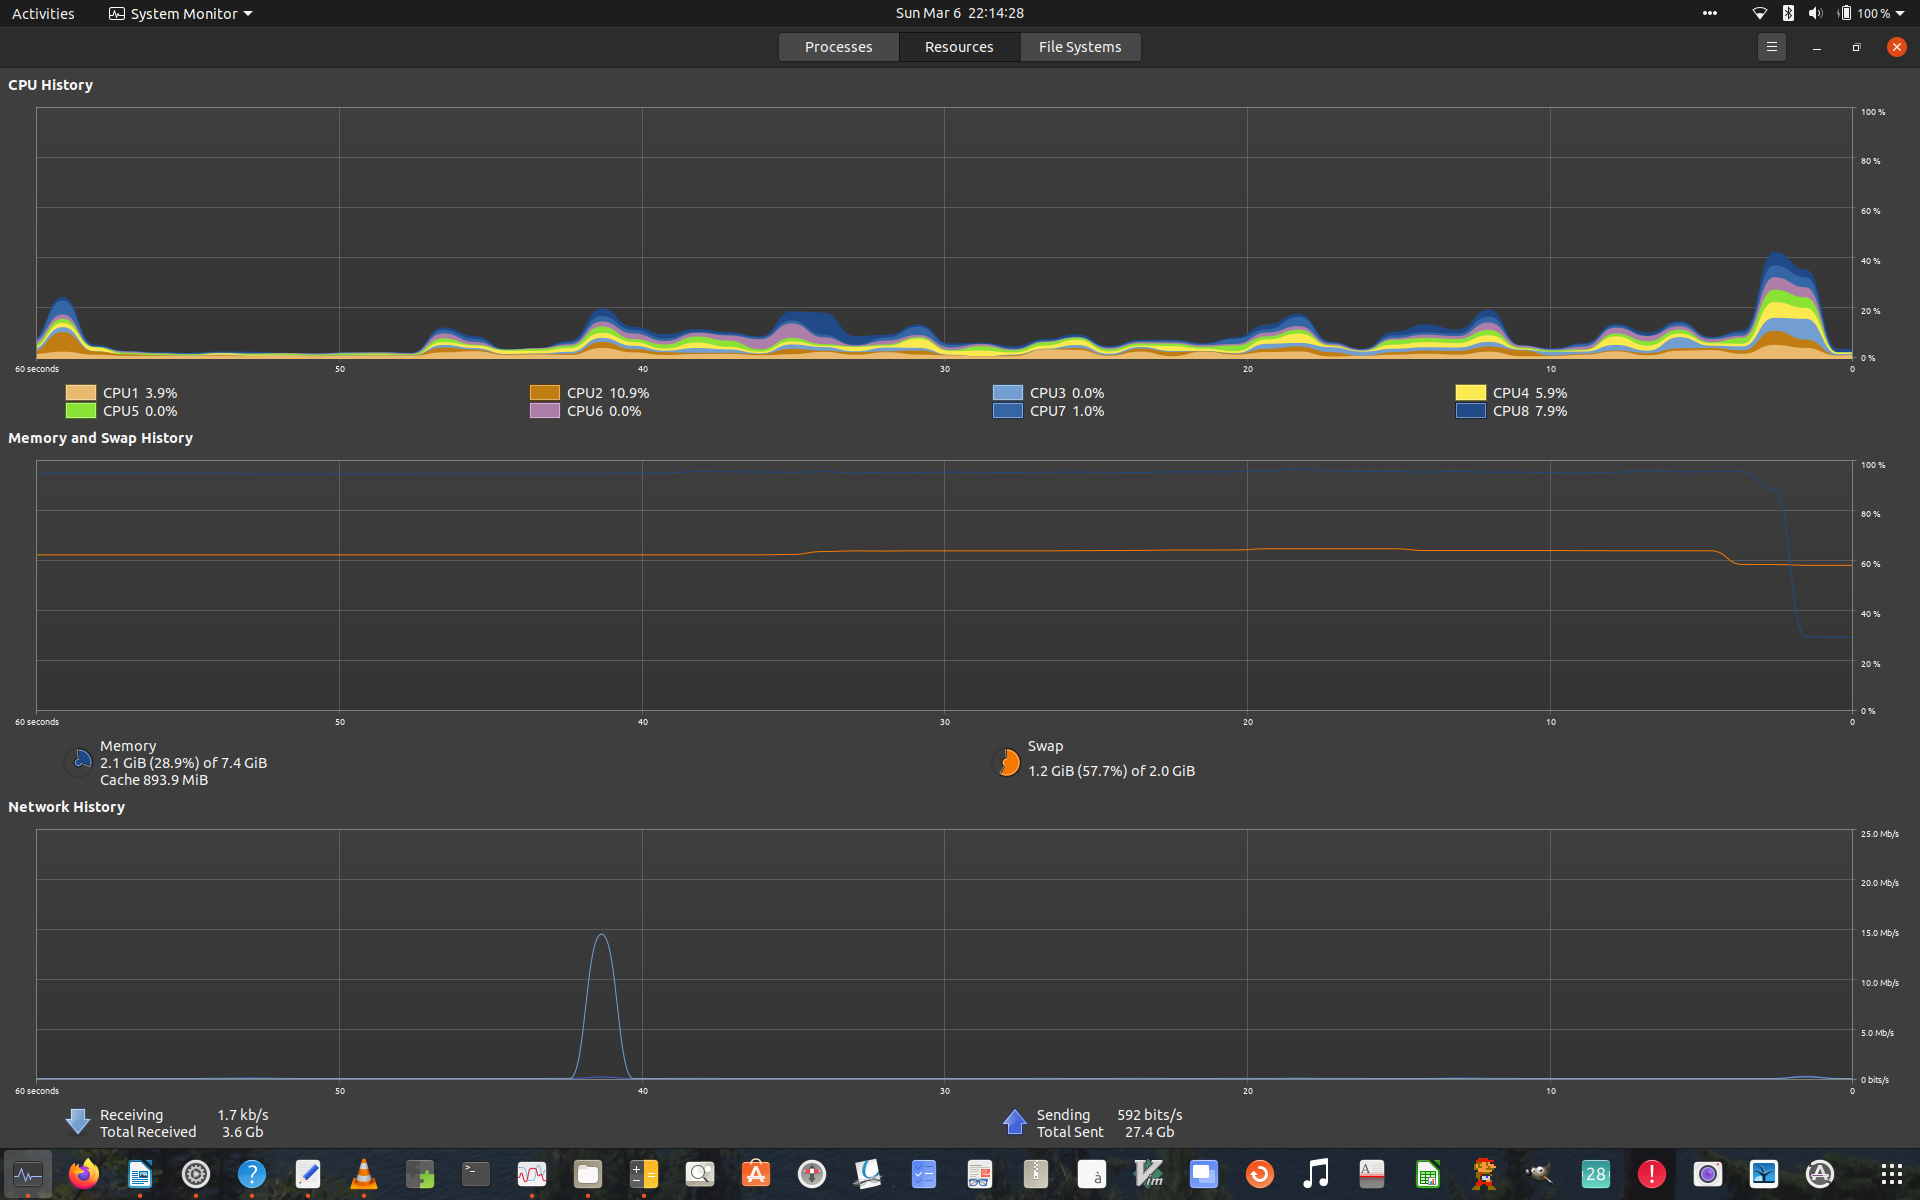 Activities
System Monitor
Sun Mar 6 22:14:28
100 %
Processes
Resources
File Systems
CPU History
100 %
80 %
60 %
40 %
20 %
0 %
60 seconds 50 40 30 20 10 0
CPU1 3.9%
CPU2 10.9%
CPU3 0.0%
CPU4 5.9%
CPU5 0.0%
CPU6 0.0%
CPU7 1.0%
CPU8 7.9%
Memory and Swap History
100 %
80 %
60 %
40 %
20 %
0 %
60 seconds 50 40 30 20 10 0
Memory
2.1 GiB (28.9%) of 7.4 GiB
Cache 893.9 MiB
Swap
1.2 GiB (57.7%) of 2.0 GiB
Network History
25.0 Mb/s
20.0 Mb/s
15.0 Mb/s
10.0 Mb/s
5.0 Mb/s
0 bits/s
60 seconds 50 40 30 20 10 0
Receiving 1.7 kb/s
Total Received 3.6 Gb
Sending 592 bits/s
Total Sent 27.4 Gb
?
>_
à
Vim
A
28
!